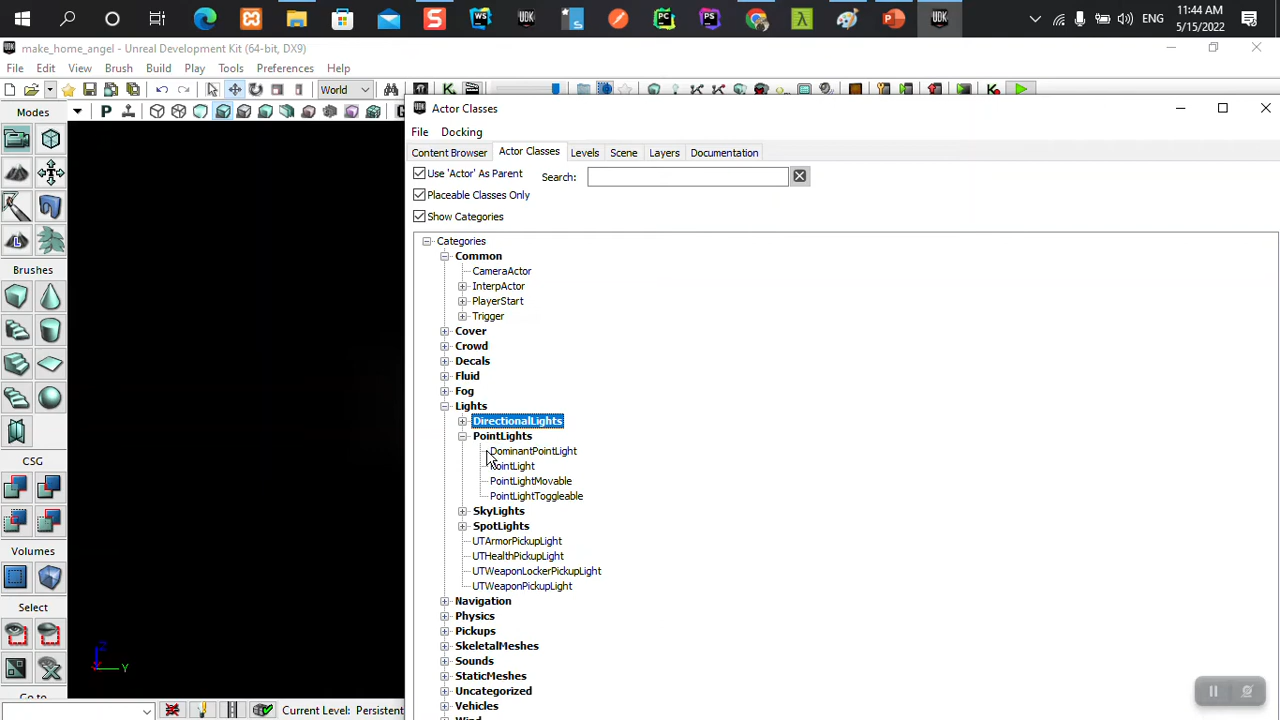 11:44 AM
ENG
5/15/2022
make_home_angel - Unreal Development Kit (64-bit, DX9)
File Edit View Brush Build Play Tools Preferences Help
World
Modes
Brushes
CSG
Volumes
Select
Go to
Z
Y
Current Level: Persistent
Actor Classes
File Docking
Content Browser Actor Classes Levels Scene Layers Documentation
Use 'Actor' As Parent Search:
Placeable Classes Only
Show Categories
Categories
Common
CameraActor
InterpActor
PlayerStart
Trigger
Cover
Crowd
Decals
Fluid
Fog
Lights
DirectionalLights
PointLights
DominantPointLight
PointLight
PointLightMovable
PointLightToggleable
SkyLights
SpotLights
UTArmorPickupLight
UTHealthPickupLight
UTWeaponLockerPickupLight
UTWeaponPickupLight
Navigation
Physics
Pickups
SkeletalMeshes
Sounds
StaticMeshes
Uncategorized
Vehicles
Wind